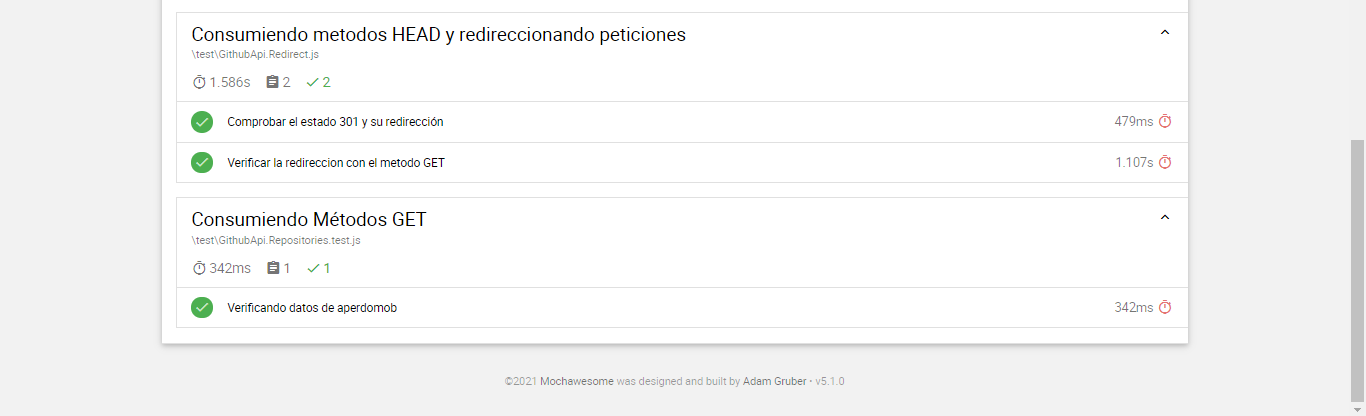 Consumiendo metodos HEAD y redireccionando peticiones
\test\GithubApi.Redirect.js
1.586s 2 2
Comprobar el estado 301 y su redirección 479ms
Verificar la redireccion con el metodo GET 1.107s
Consumiendo Métodos GET
\test\GithubApi.Repositories.test.js
342ms 1 1
Verificando datos de aperdomob 342ms
©2021 Mochawesome was designed and built by Adam Gruber • v5.1.0